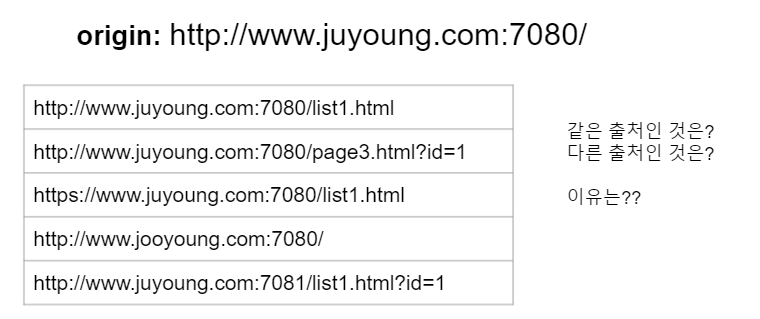 origin: http://www.juyoung.com:7080/
http://www.juyoung.com:7080/list1.html
http://www.juyoung.com:7080/page3.html?id=1
https://www.juyoung.com:7080/list1.html
http://www.jooyoung.com:7080/
http://www.juyoung.com:7081/list1.html?id=1
같은 출처인 것은?
다른 출처인 것은?
이유는??